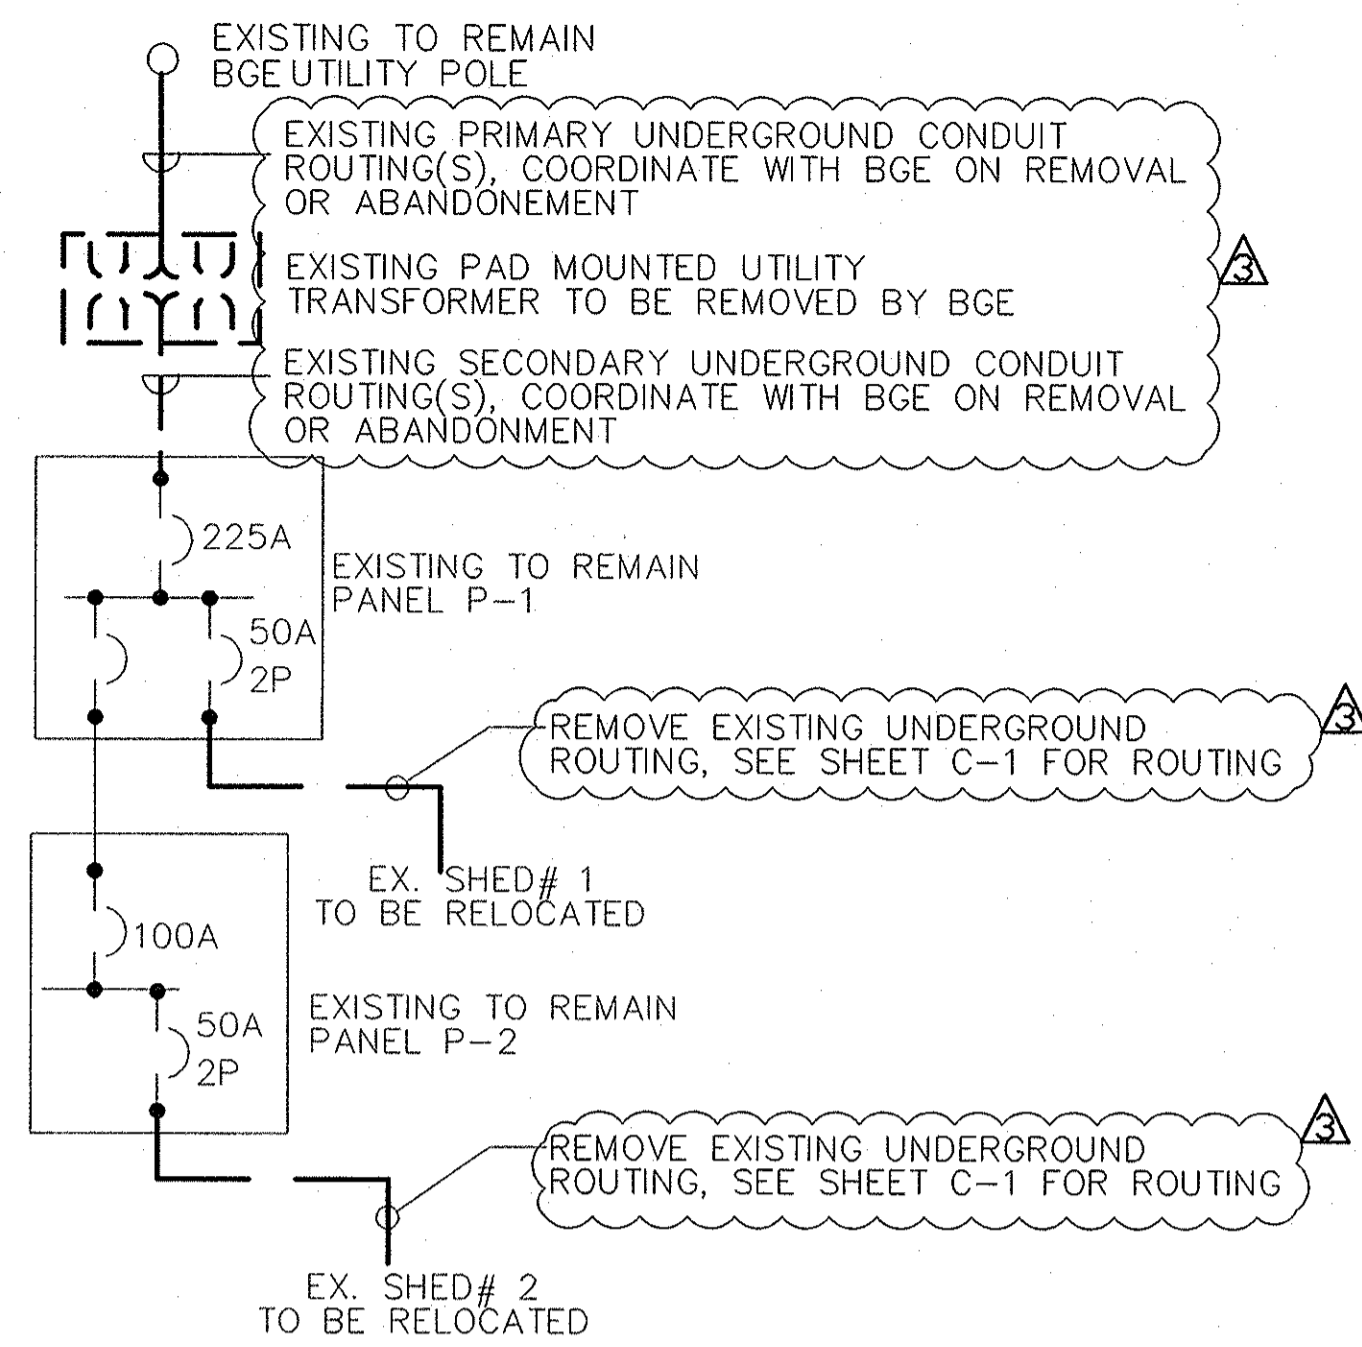 EXISTING TO REMAIN
BGE UTILITY POLE
EXISTING PRIMARY UNDERGROUND CONDUIT
ROUTING(S), COORDINATE WITH BGE ON REMOVAL
OR ABANDONEMENT
EXISTING PAD MOUNTED UTILITY
TRANSFORMER TO BE REMOVED BY BGE
3
EXISTING SECONDARY UNDERGROUND CONDUIT
ROUTING(S), COORDINATE WITH BGE ON REMOVAL
OR ABANDONMENT
225A
EXISTING TO REMAIN
PANEL P-1
50A
2P
3
REMOVE EXISTING UNDERGROUND
ROUTING, SEE SHEET C-1 FOR ROUTING
EX. SHED# 1
TO BE RELOCATED
100A
EXISTING TO REMAIN
PANEL P-2
50A
2P
3
REMOVE EXISTING UNDERGROUND
ROUTING, SEE SHEET C-1 FOR ROUTING
EX. SHED# 2
TO BE RELOCATED